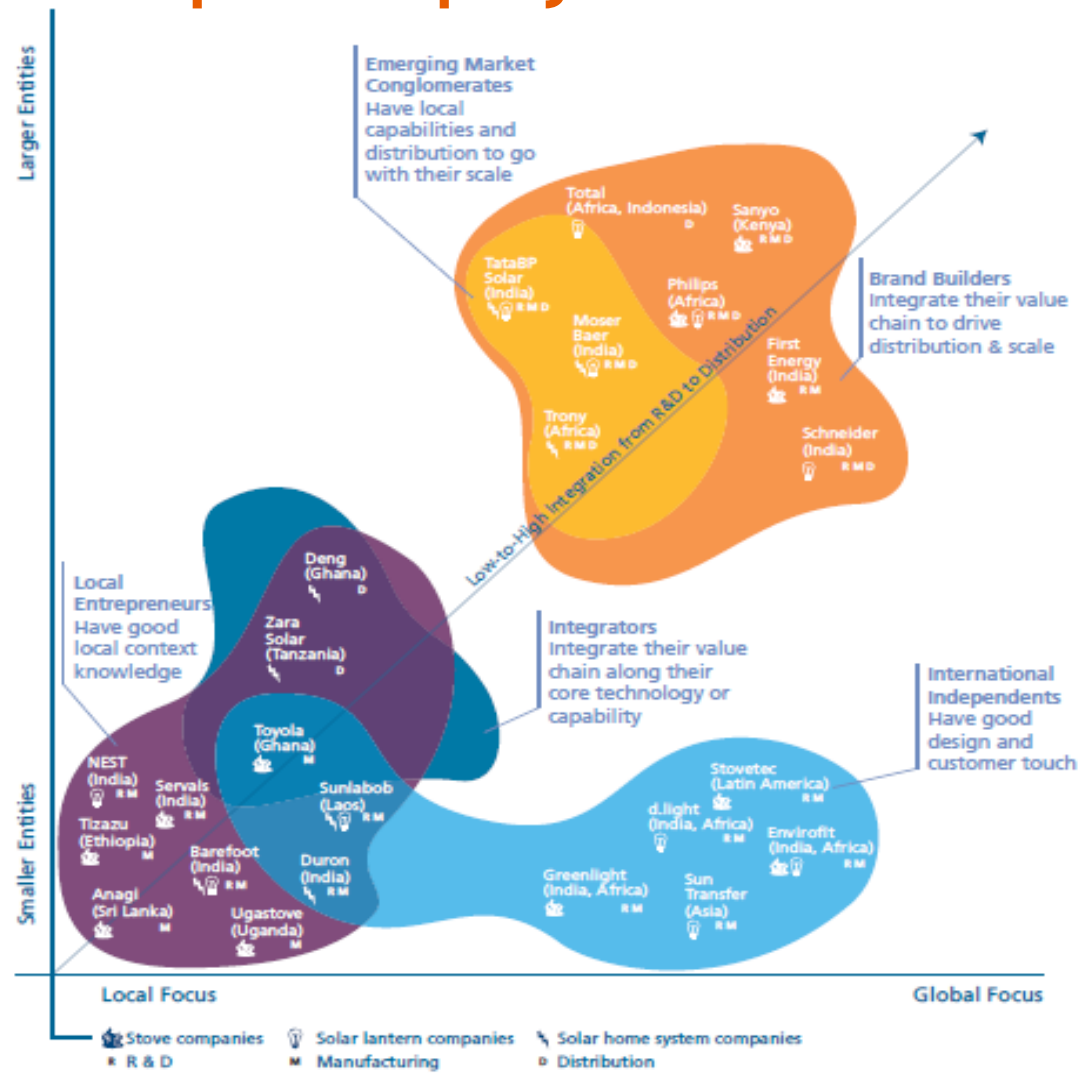 Larger Entities
Smaller Entities
Emerging Market
Conglomerates
Have local
capabilities and
distribution to go
with their scale
Total
(Africa, Indonesia)
D
Sanyo
(Kenya)
R M D
TataBP
Solar
(India)
R M D
Philips
(Africa)
R M D
Moser
Baer
(India)
R M D
Brand Builders
Integrate their value
chain to drive
distribution & scale
First
Energy
(India)
R M
Trony
(Africa)
R M D
Schneider
(India)
R M D
Low-to-High Integration from R&D to Distribution
Local
Entrepreneurs
Have good
local context
knowledge
Deng
(Ghana)
D
Zara
Solar
(Tanzania)
D
Integrators
Integrate their value
chain along their
core technology or
capability
International
Independents
Have good
design and
customer touch
Toyola
(Ghana)
M
NEST
(India)
R M
Servals
(India)
R M
Sunlabob
(Laos)
R M
Tizazu
(Ethiopia)
M
Barefoot
(India)
R M
Duron
(India)
R M
Anagi
(Sri Lanka)
M
Ugastove
(Uganda)
M
Stovetec
(Latin America)
R M
d.light
(India, Africa)
R M
Envirofit
(India, Africa)
R M
Greenlight
(India, Africa)
R M
Sun
Transfer
(Asia)
R M
Local Focus
Global Focus
Stove companies
Solar lantern companies
Solar home system companies
R R & D
M Manufacturing
D Distribution